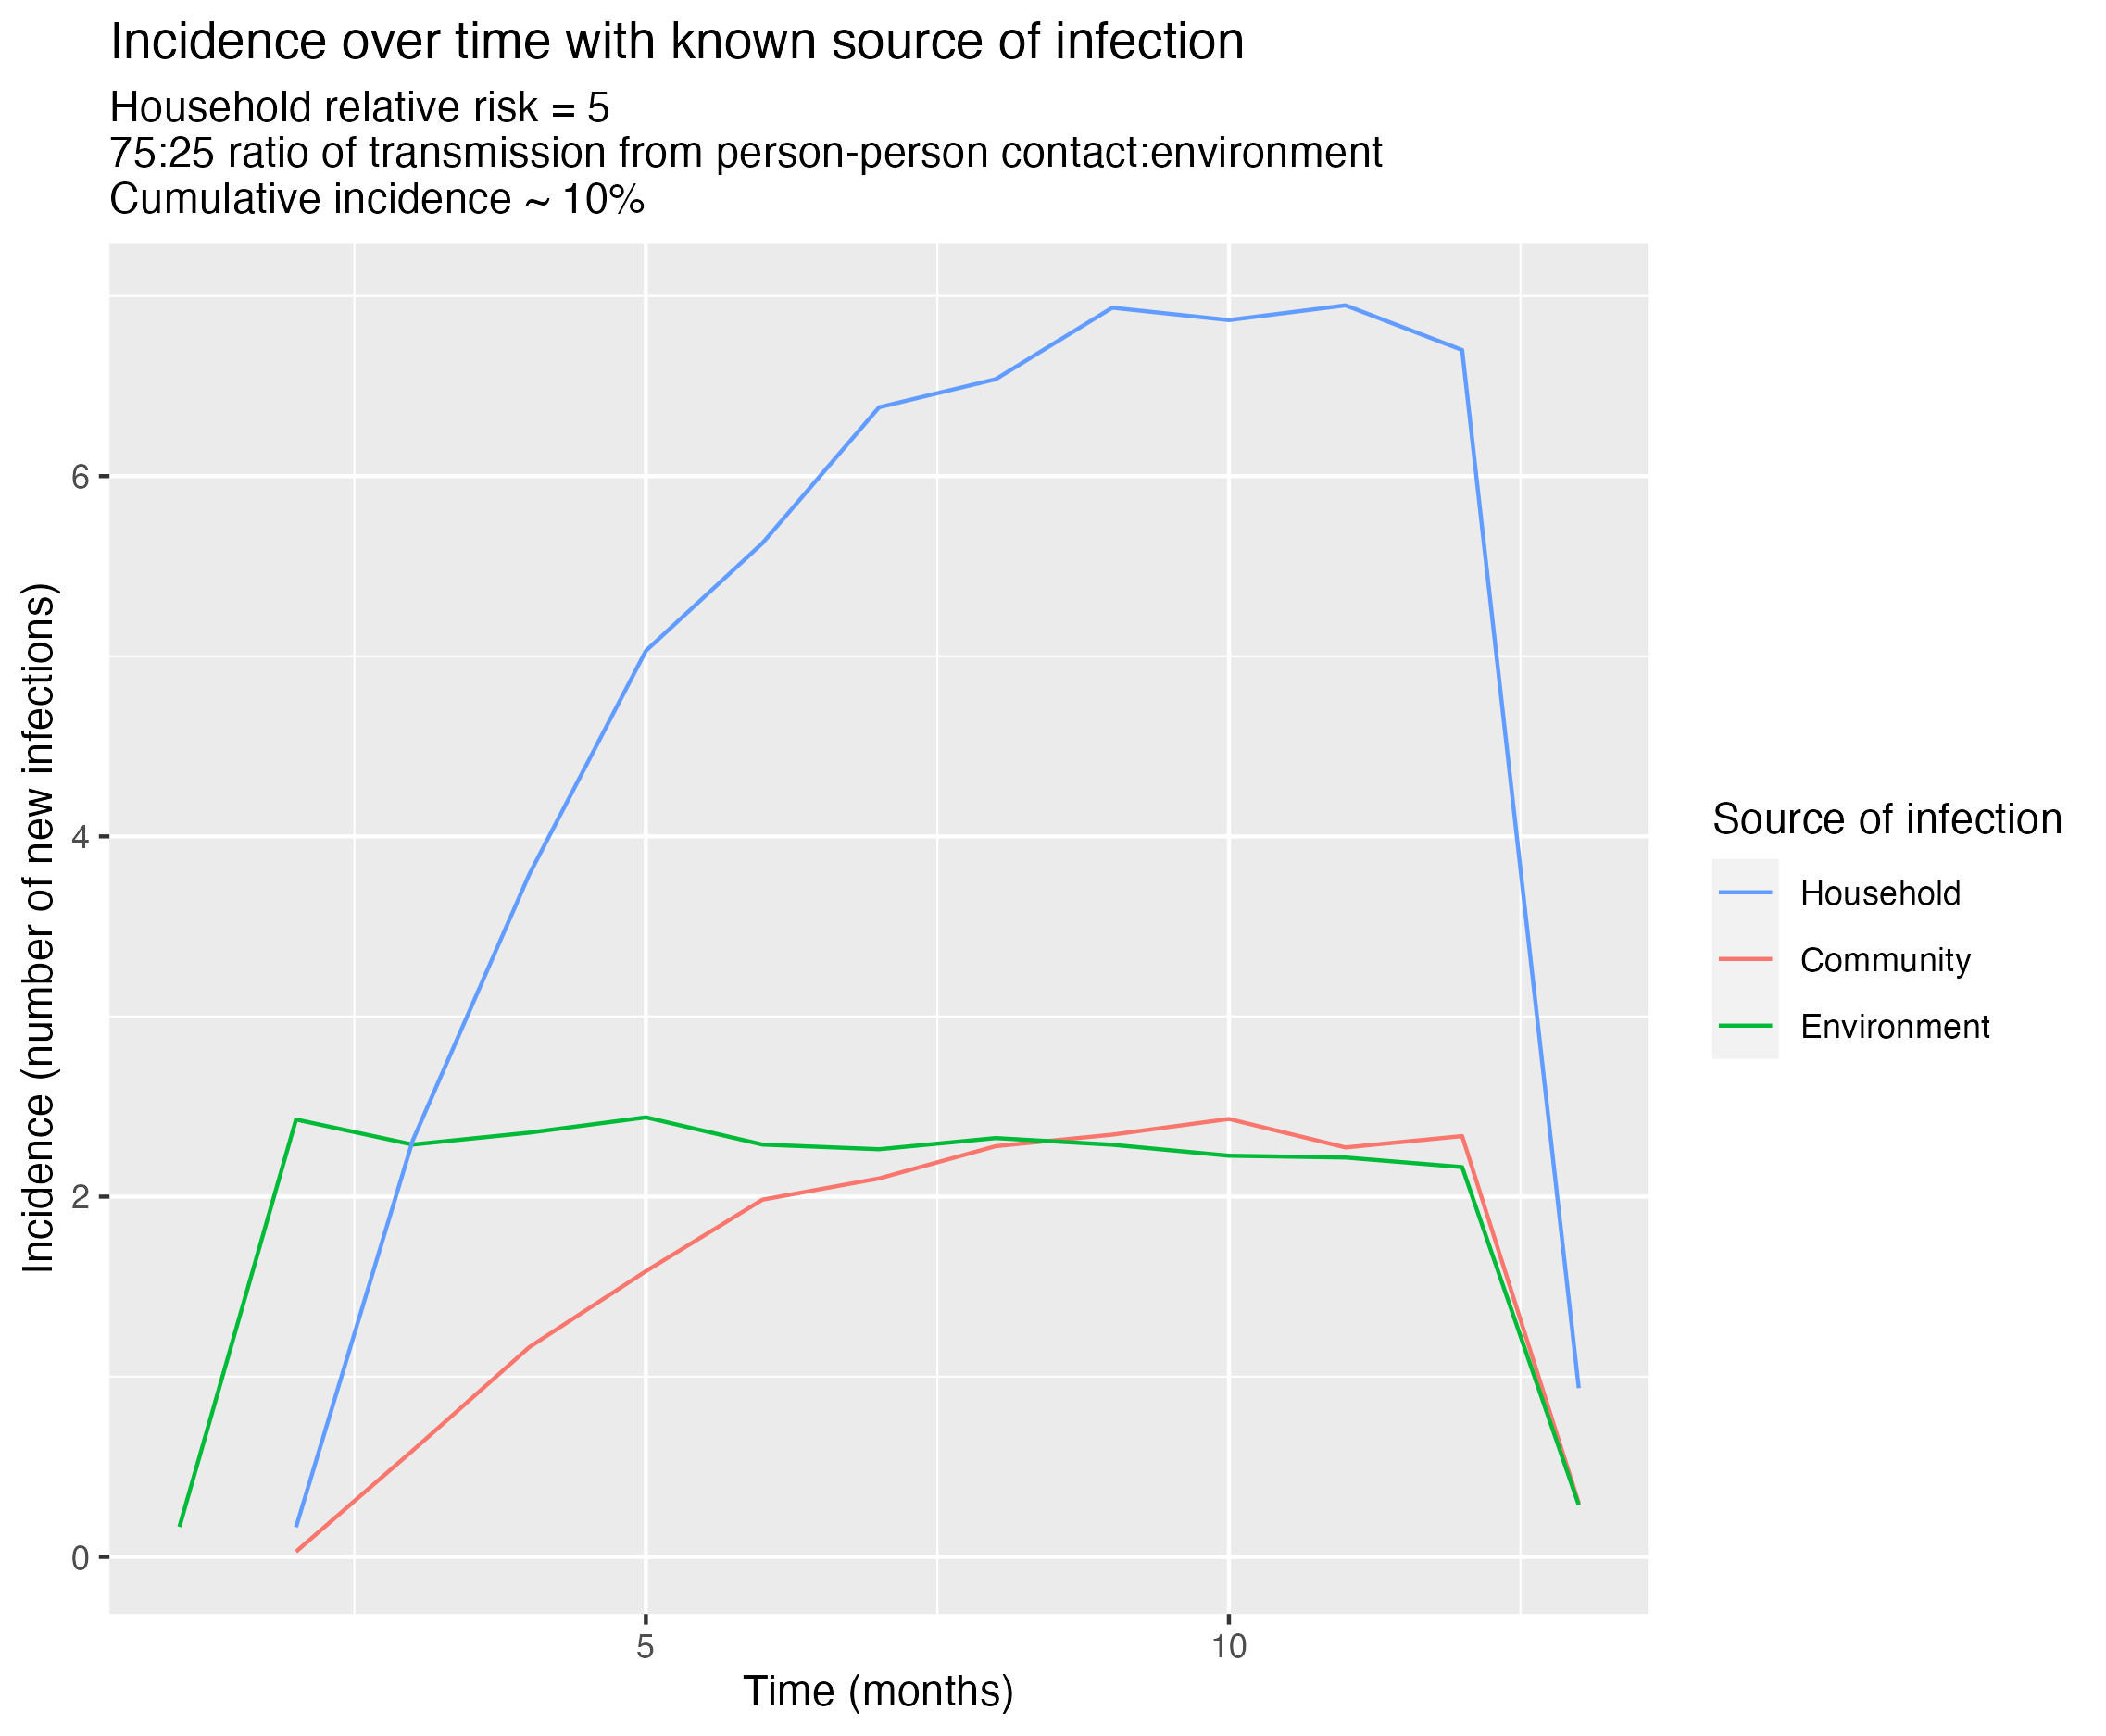 Incidence over time with known source of infection
Household relative risk = 5
75:25 ratio of transmission from person-person contact:environment
Cumulative incidence ~ 10%
Incidence (number of new infections)
6
4
2
0
5
10
Time (months)
Source of infection
Household
Community
Environment